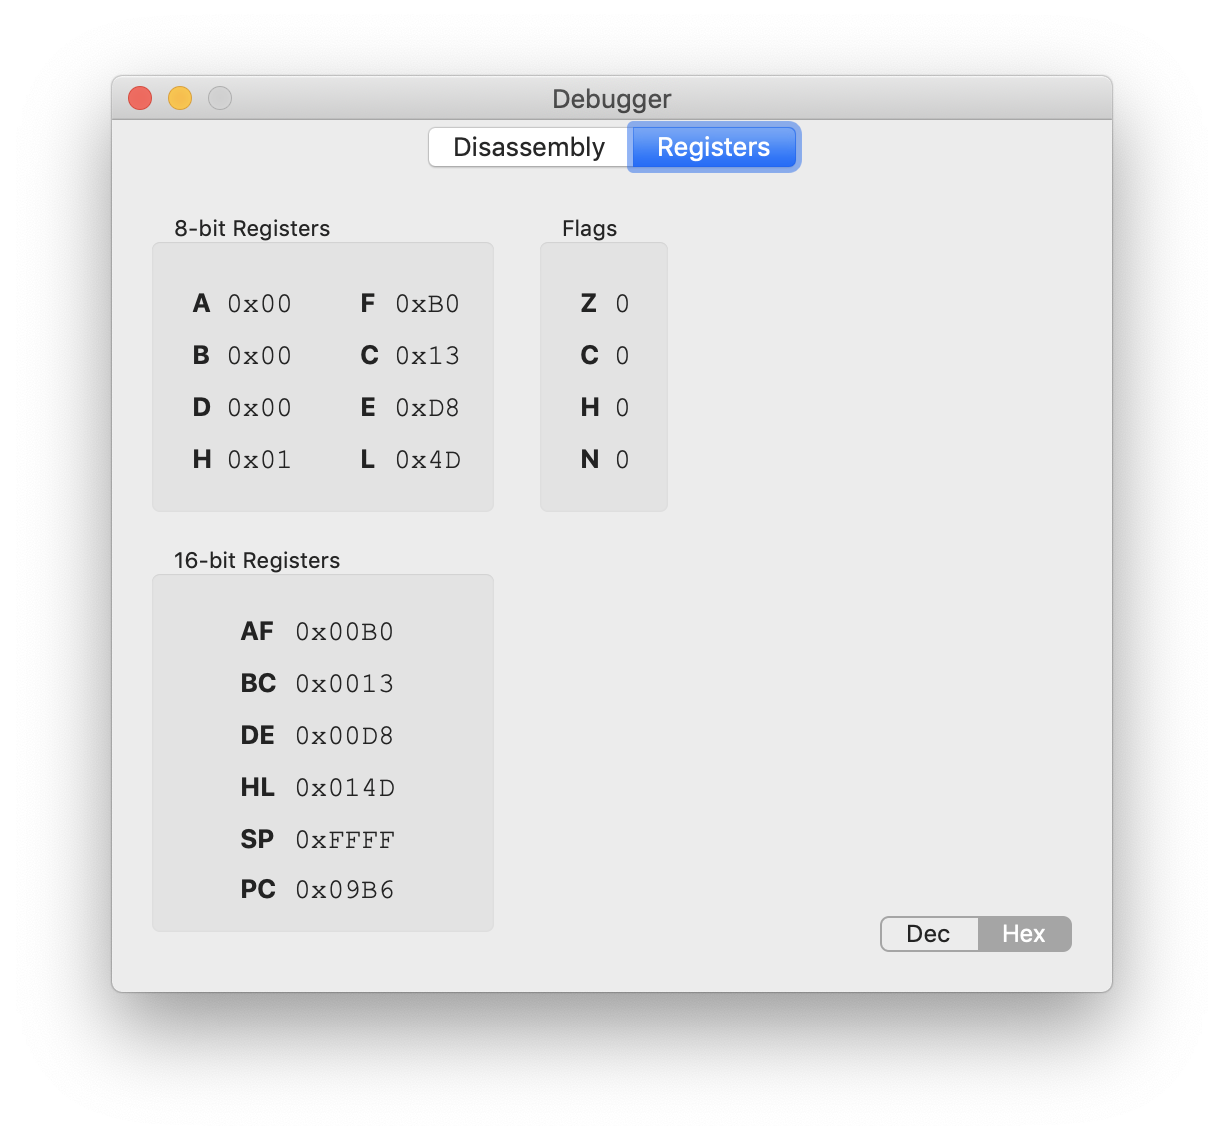 Debugger
Disassembly Registers
8-bit Registers
A 0x00 F 0xB0
B 0x00 C 0x13
D 0x00 E 0xD8
H 0x01 L 0x4D
Flags
Z 0
C 0
H 0
N 0
16-bit Registers
AF 0x00B0
BC 0x0013
DE 0x00D8
HL 0x014D
SP 0xFFFF
PC 0x09B6
Dec Hex